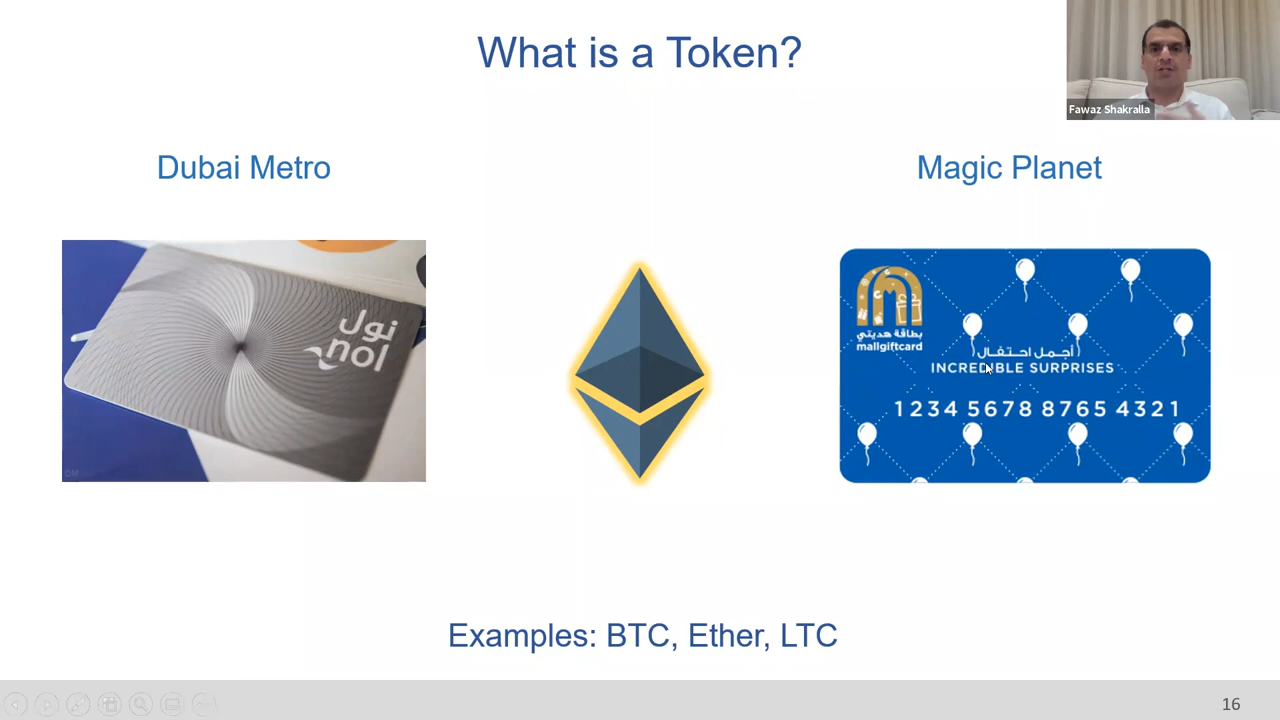 What is a Token?
Fawaz Shakralla
Dubai Metro
Magic Planet
نول
nol
بطاقة هديتي
mallgiftcard
أجمل احتفال
INCREDIBLE SURPRISES
1234 5678 8765 4321
DM
Examples: BTC, Ether, LTC
16